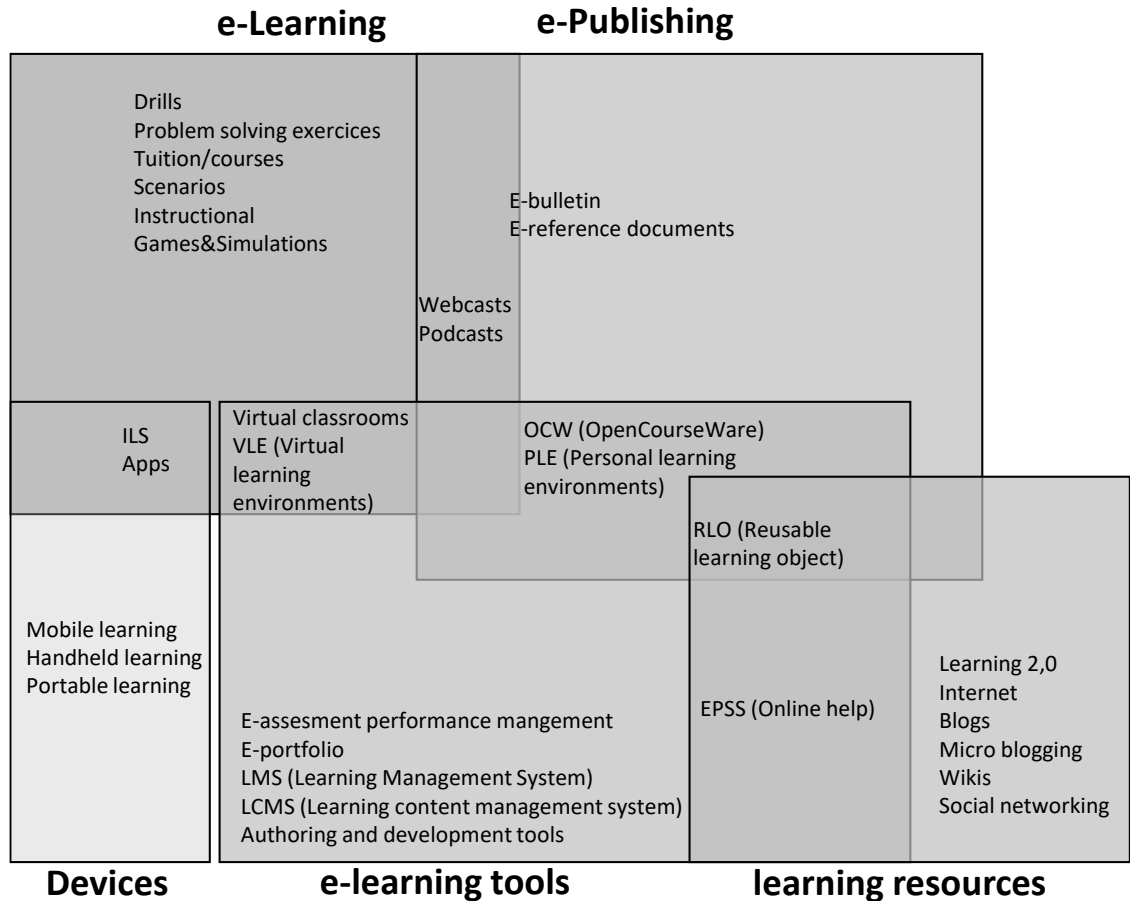 e-Learning
e-Publishing
Drills
Problem solving exercices
Tuition/courses
Scenarios
Instructional
Games&Simulations
E-bulletin
E-reference documents
Webcasts
Podcasts
ILS
Apps
Virtual classrooms
VLE (Virtual
learning
environments)
OCW (OpenCourseWare)
PLE (Personal learning
environments)
RLO (Reusable
learning object)
Mobile learning
Handheld learning
Portable learning
E-assesment performance mangement
E-portfolio
LMS (Learning Management System)
LCMS (Learning content management system)
Authoring and development tools
EPSS (Online help)
Learning 2,0
Internet
Blogs
Micro blogging
Wikis
Social networking
Devices
e-learning tools
learning resources